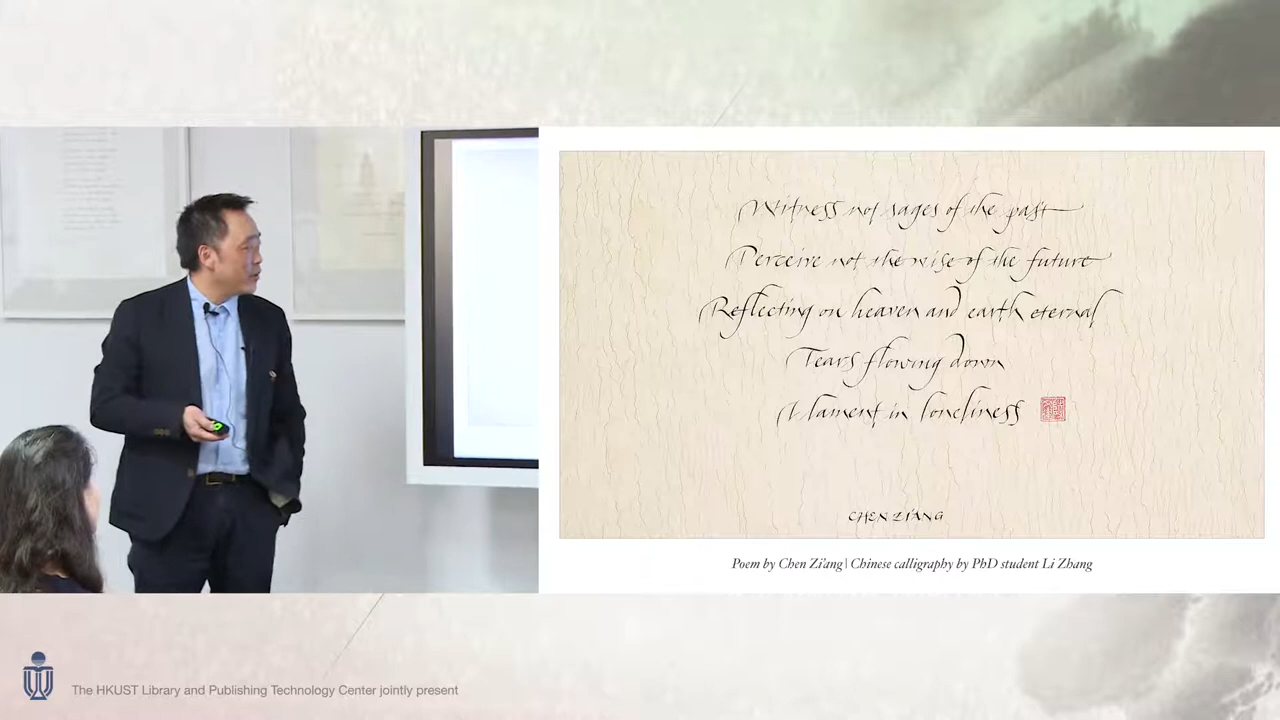 Witness not sages of the past
Perceive not the wise of the future
Reflecting on heaven and earth eternal
Tears flowing down
I lament in loneliness
CHEN ZI'ANG
Poem by Chen Zi'ang | Chinese calligraphy by PhD student Li Zhang
The HKUST Library and Publishing Technology Center jointly present